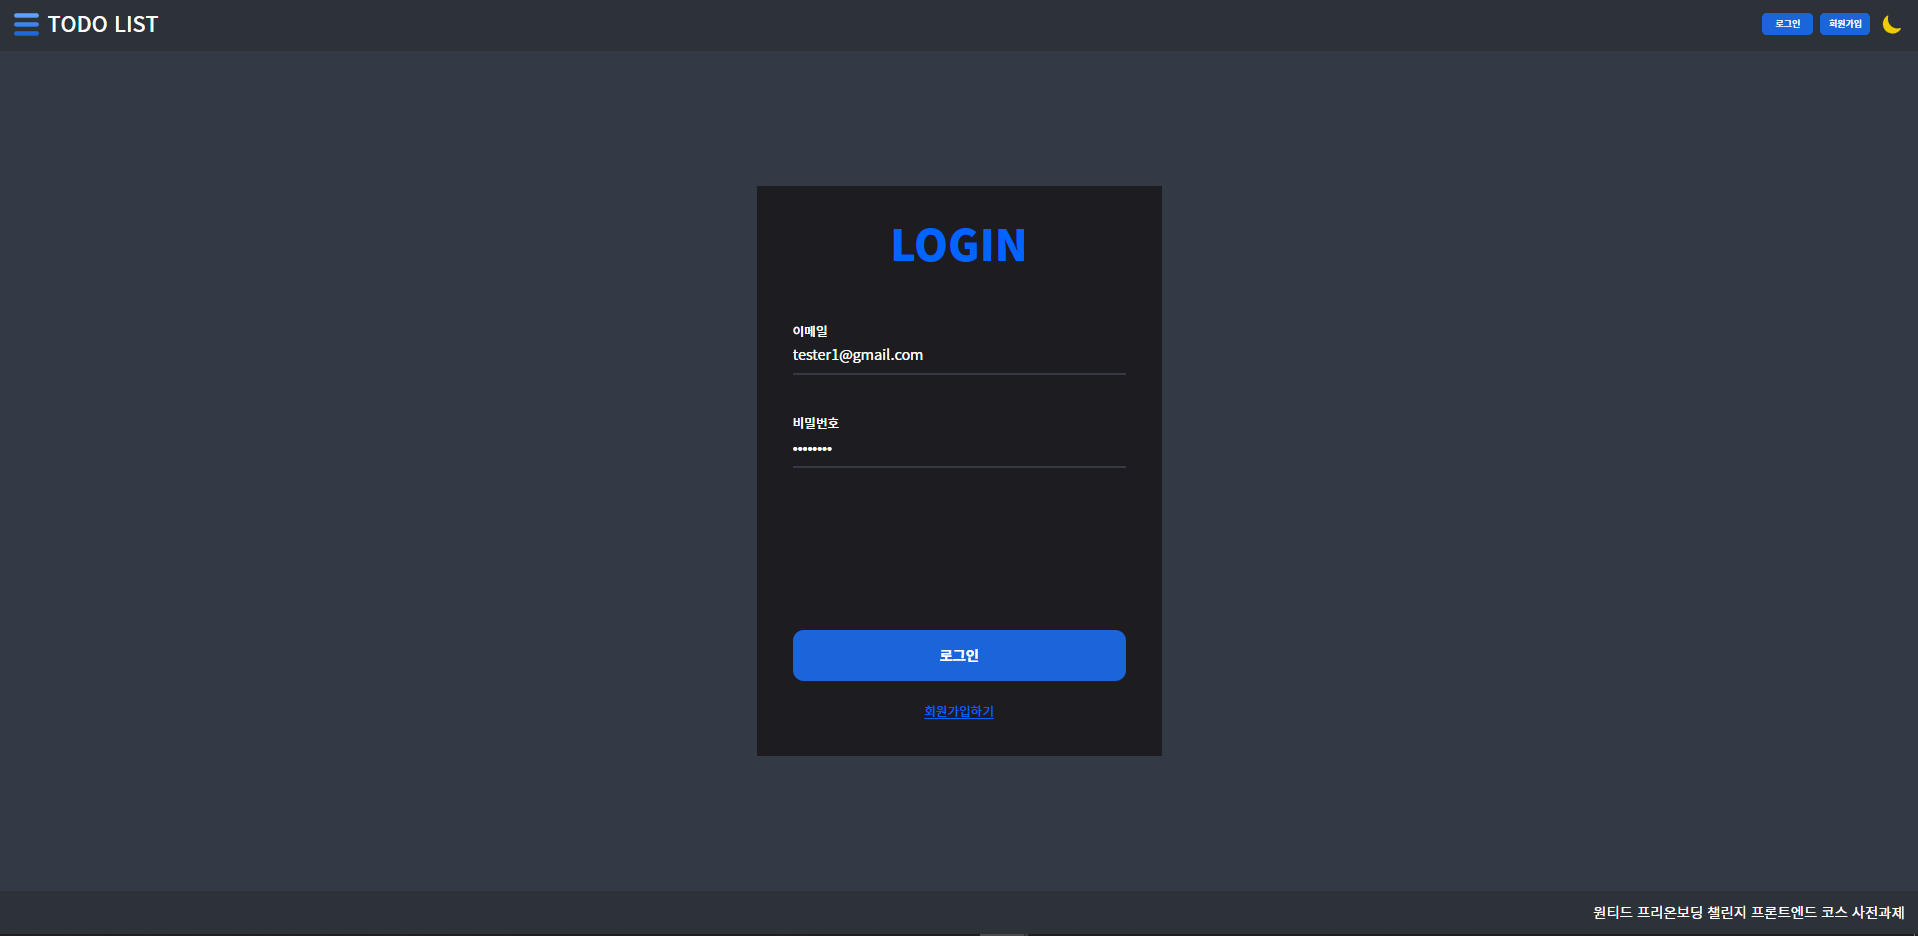 TODO LIST
로그인
회원가입
LOGIN
이메일
tester1@gmail.com
비밀번호
••••••••
로그인
회원가입하기
원티드 프리온보딩 챌린지 프론트엔드 코스 사전과제